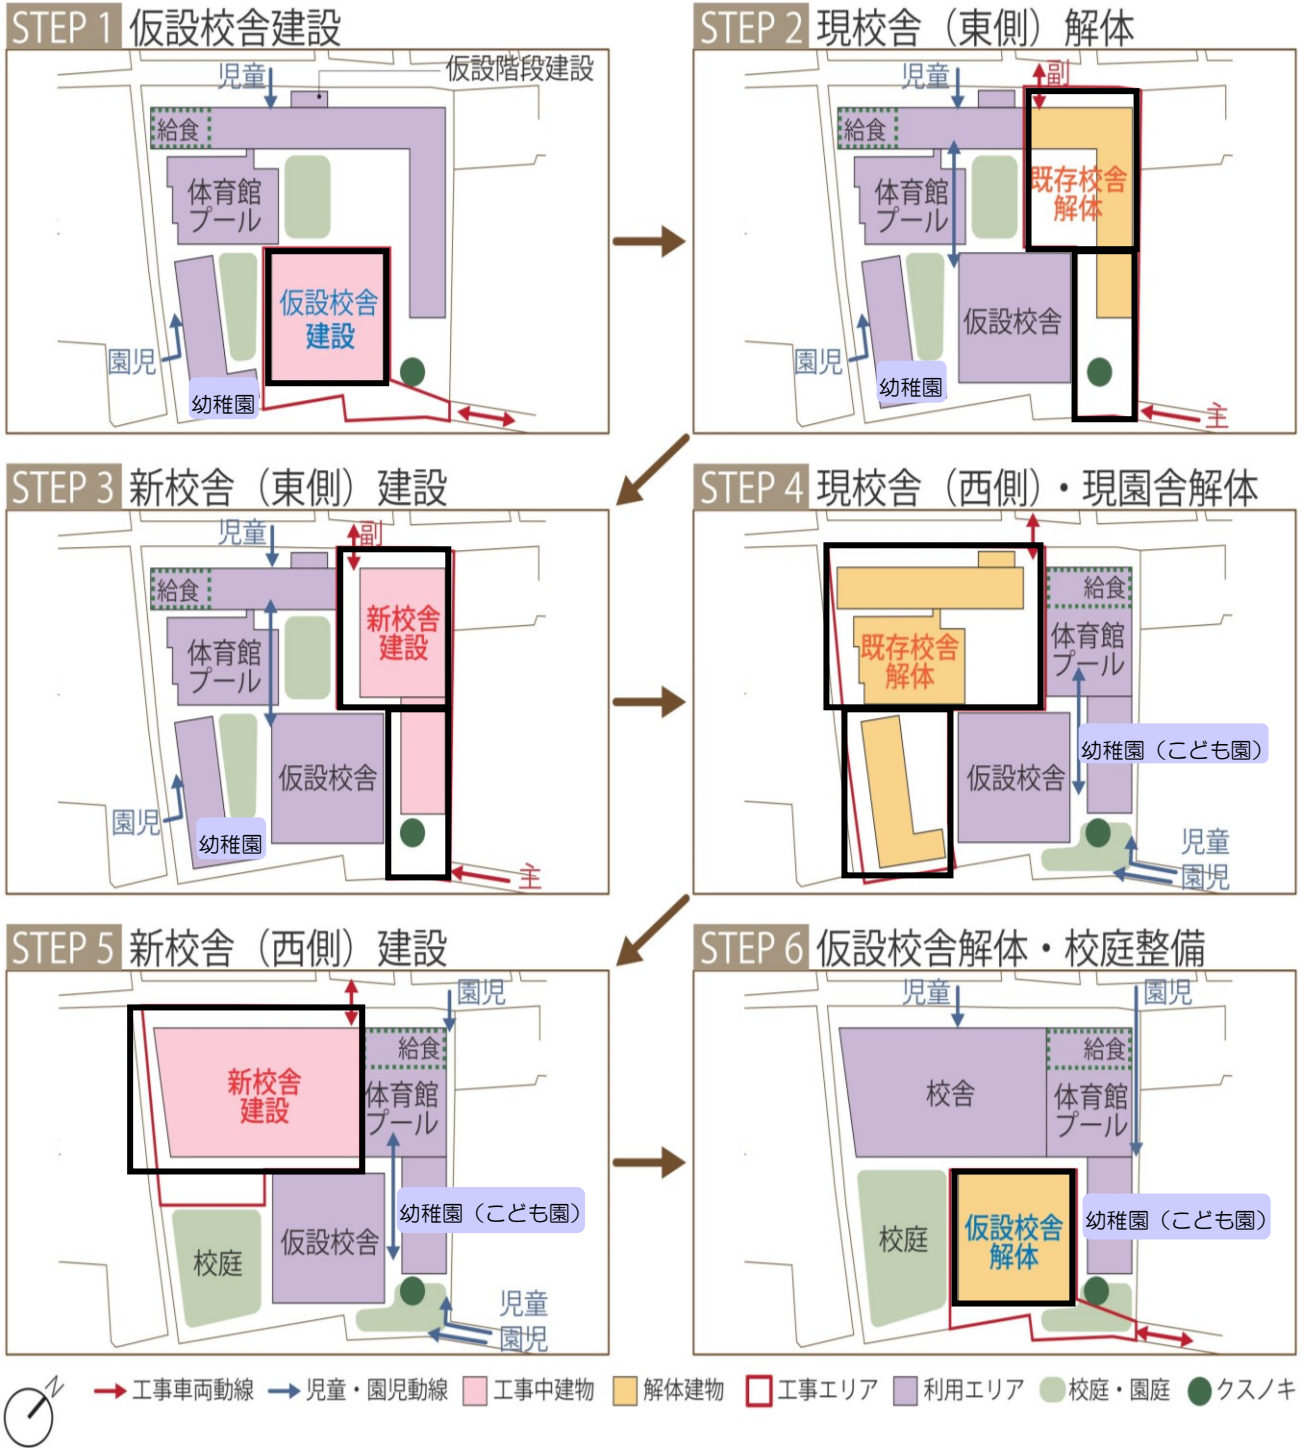 STEP 1 仮設校舎建設
児童
仮設階段建設
給食
体育館
プール
仮設校舎
建設
園児
幼稚園
STEP 2 現校舎（東側）解体
児童
副
給食
体育館
プール
既存校舎
解体
仮設校舎
園児
幼稚園
主
STEP 3 新校舎（東側）建設
児童
副
給食
体育館
プール
新校舎
建設
仮設校舎
園児
幼稚園
主
STEP 4 現校舎（西側）・現園舎解体
給食
体育館
プール
既存校舎
解体
幼稚園（こども園）
仮設校舎
児童
園児
STEP 5 新校舎（西側）建設
園児
給食
体育館
プール
新校舎
建設
幼稚園（こども園）
仮設校舎
校庭
児童
園児
STEP 6 仮設校舎解体・校庭整備
児童
園児
給食
校舎
体育館
プール
幼稚園（こども園）
校庭
仮設校舎
解体
N
工事車両動線 児童・園児動線 工事中建物 解体建物 工事エリア 利用エリア 校庭・園庭 クスノキ